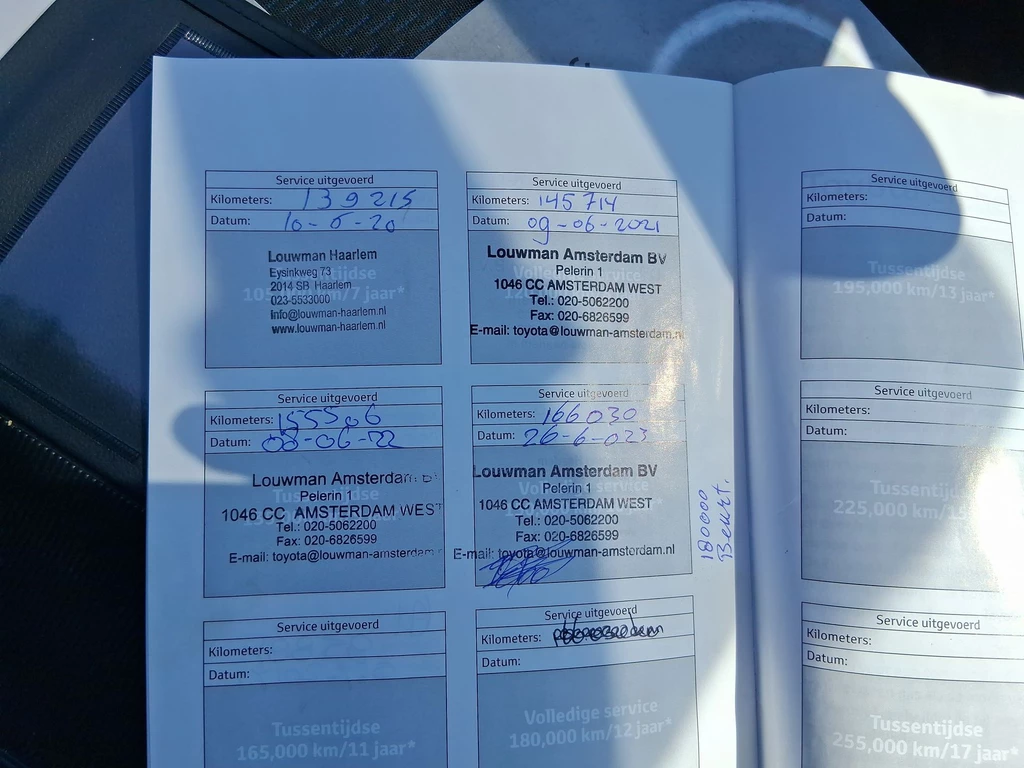 Service uitgevoerd
Kilometers: 139215
Datum: 10-6-20
Louwman Haarlem
Eysinkweg 73
2014 SB Haarlem
023-5533000
Info@louwman-haarlem.nl
www.louwman-haarlem.nl
Tussentijdse
km/7 jaar*
Service uitgevoerd
Kilometers: 145714
Datum: 09-06-2021
Louwman Amsterdam BV
Pelerin 1
1046 CC AMSTERDAM WEST
Tel.: 020-5062200
Fax: 020-6826599
E-mail: toyota@louwman-amsterdam.nl
Volledige service
Service uitgevoerd
Kilometers: 155506
Datum: 08-06-22
Louwman Amsterdam
Pelerin 1
1046 CC AMSTERDAM WEST
Tel.: 020-5062200
Fax: 020-6826599
E-mail: toyota@louwman-amsterdam
Service uitgevoerd
Kilometers: 166030
Datum: 26-6-023
Louwman Amsterdam BV
Pelerin 1
1046 CC AMSTERDAM WEST
Tel.: 020-5062200
Fax: 020-6826599
E-mail: toyota@louwman-amsterdam.nl
180000
Beurt.
Service uitgevoerd
Kilometers:
Datum:
Tussentijdse
165,000 km/11 jaar*
Service uitgevoerd
Kilometers:
Datum:
Volledige service
180,000 km/12 jaar*
Service uitgevoerd
Kilometers:
Datum:
Tussentijdse
195,000 km/13 jaar*
Service uitgevoerd
Kilometers:
Datum:
225,000 km
Service uitgevoerd
Kilometers:
Datum:
Tussentijdse
255,000 km/17 jaar*